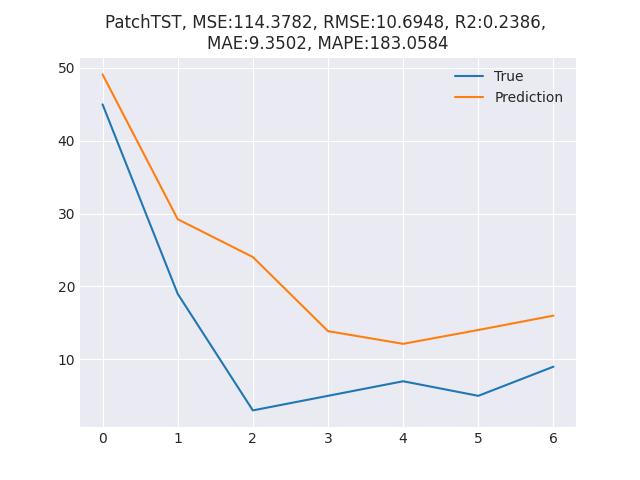 PatchTST, MSE:114.3782, RMSE:10.6948, R2:0.2386,
MAE:9.3502, MAPE:183.0584
50
40
30
20
10
True
Prediction
0 1 2 3 4 5 6